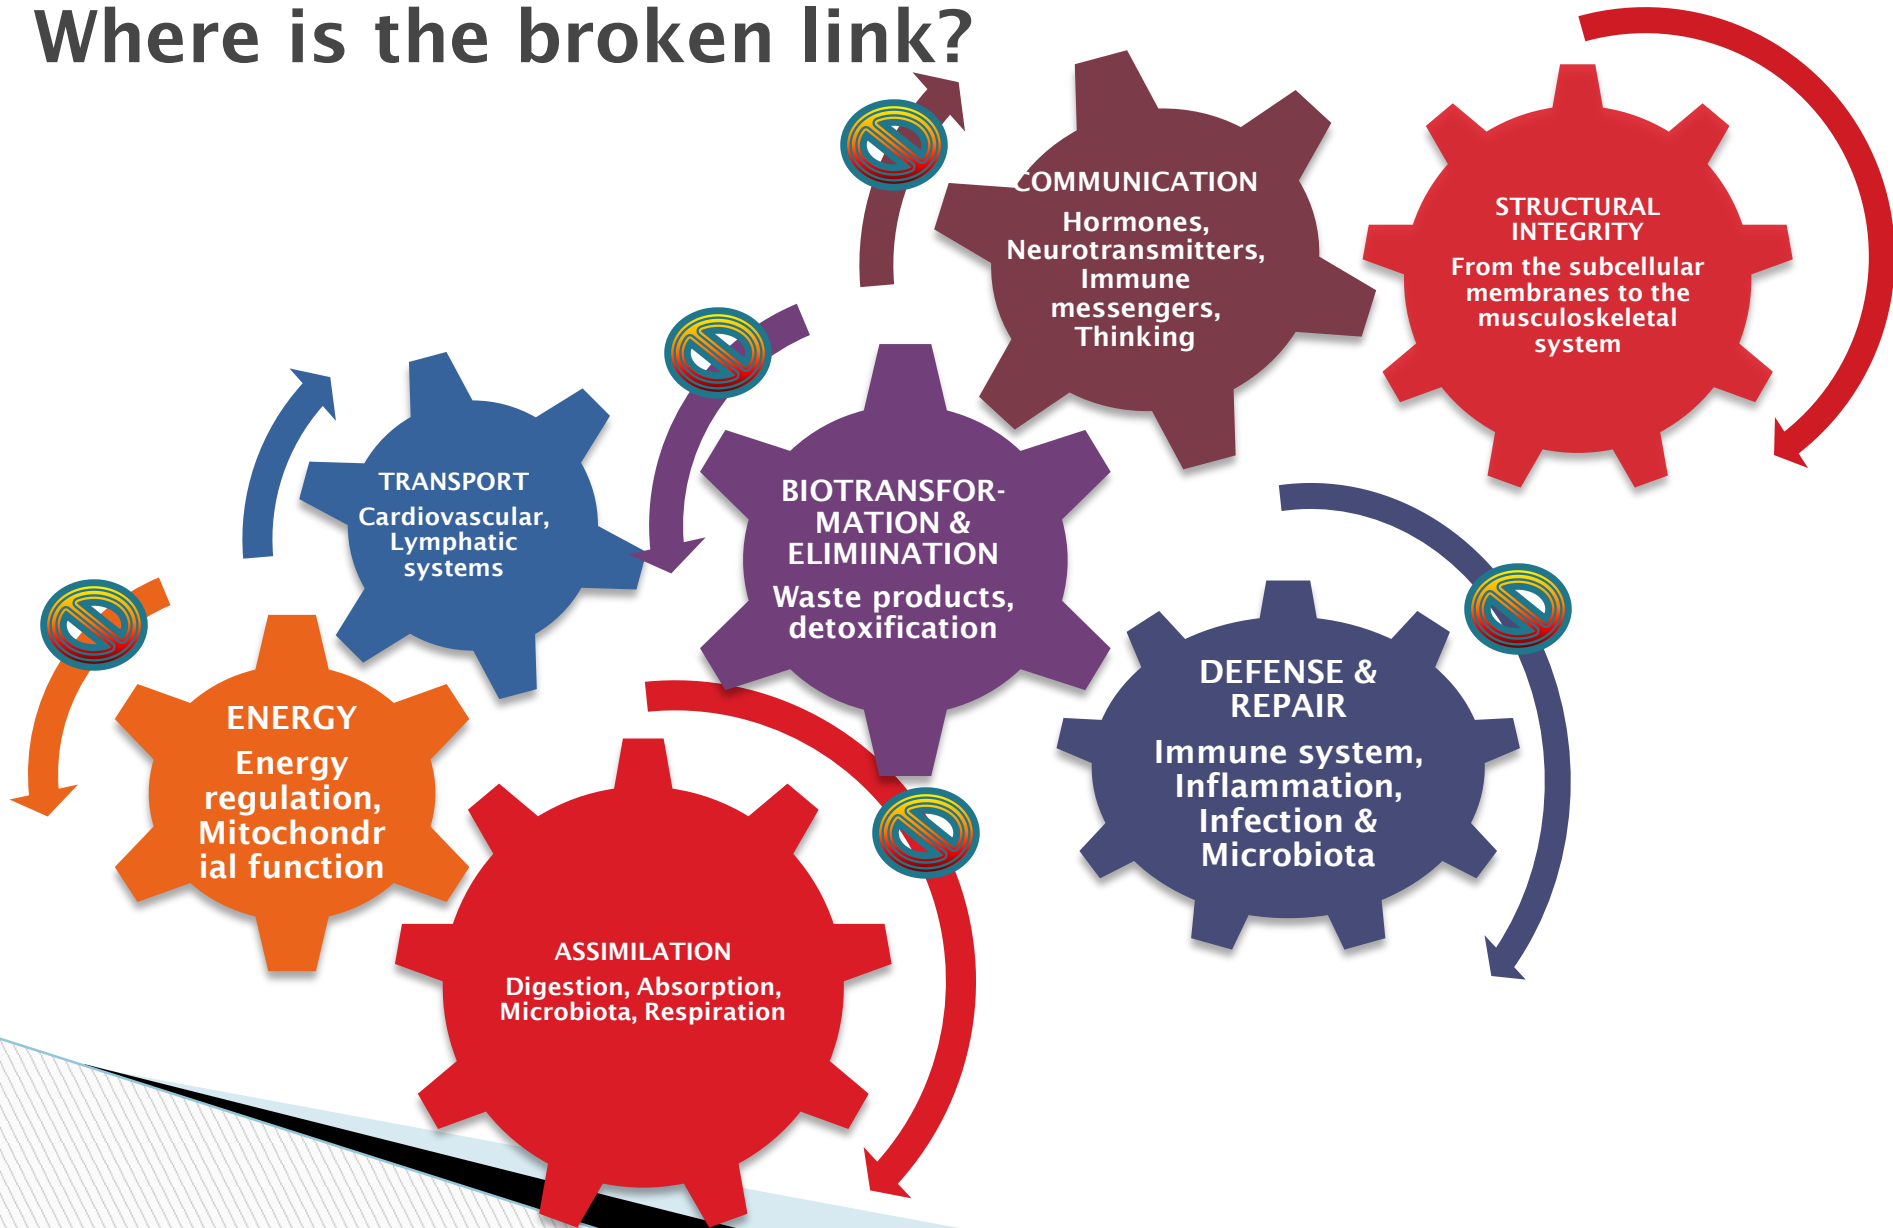 Where is the broken link?
COMMUNICATION
Hormones,
Neurotransmitters,
Immune
messengers,
Thinking
STRUCTURAL
INTEGRITY
From the subcellular
membranes to the
musculoskeletal
system
TRANSPORT
Cardiovascular,
Lymphatic
systems
BIOTRANSFOR-
MATION &
ELIMIINATION
Waste products,
detoxification
ENERGY
Energy
regulation,
Mitochondr
ial function
DEFENSE &
REPAIR
Immune system,
Inflammation,
Infection &
Microbiota
ASSIMILATION
Digestion, Absorption,
Microbiota, Respiration